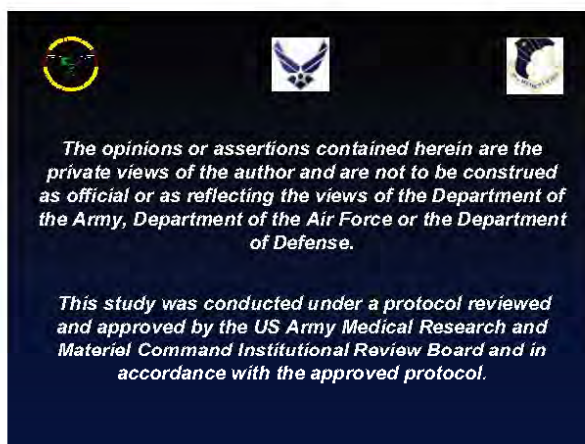 The opinions or assertions contained herein are the
private views of the author and are not to be construed
as official or as reflecting the views of the Department of
the Army, Department of the Air Force or the Department
of Defense.
This study was conducted under a protocol reviewed
and approved by the US Army Medical Research and
Materiel Command Institutional Review Board and in
accordance with the approved protocol.